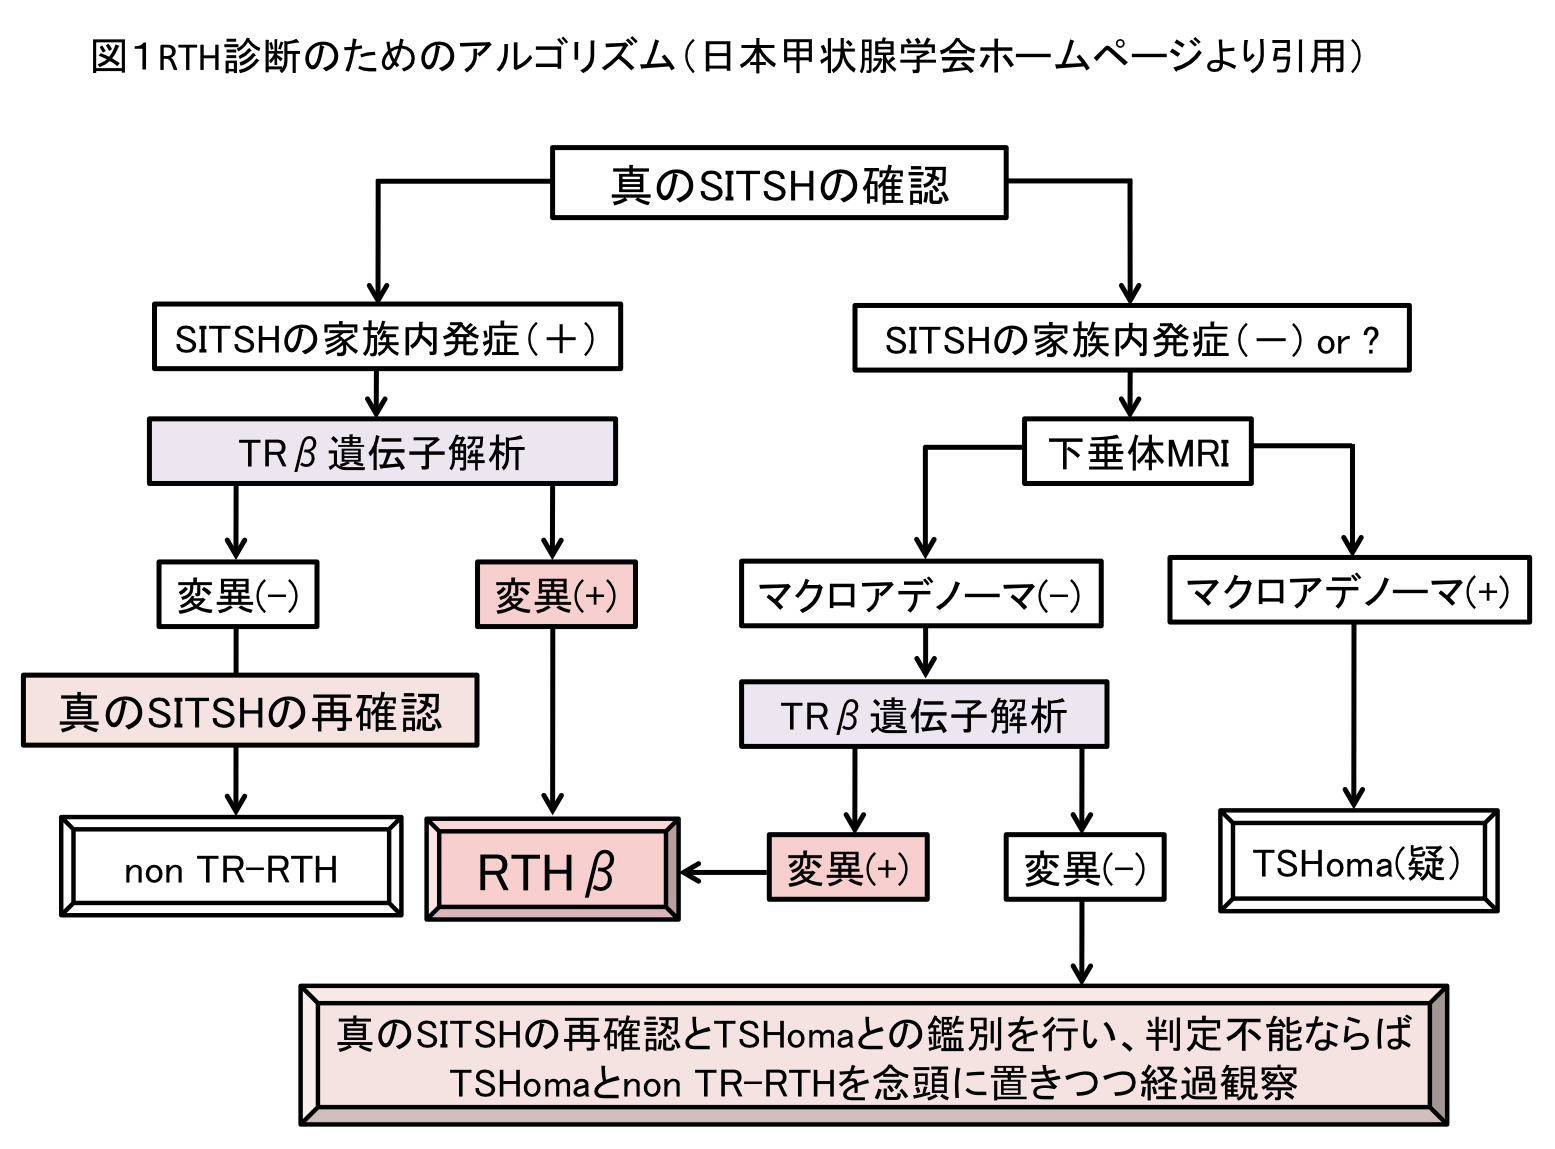 図１RTH診断のためのアルゴリズム（日本甲状腺学会ホームページより引用）
真のSITSHの確認
SITSHの家族内発症（＋）
SITSHの家族内発症（－）or ?
TRβ遺伝子解析
下垂体MRI
変異(-)
変異(+)
マクロアデノーマ(-)
マクロアデノーマ(+)
真のSITSHの再確認
TRβ遺伝子解析
non TR-RTH
RTHβ
変異(+)
変異(-)
TSHoma(疑)
真のSITSHの再確認とTSHomaとの鑑別を行い、判定不能ならば
TSHomaとnon TR-RTHを念頭に置きつつ経過観察